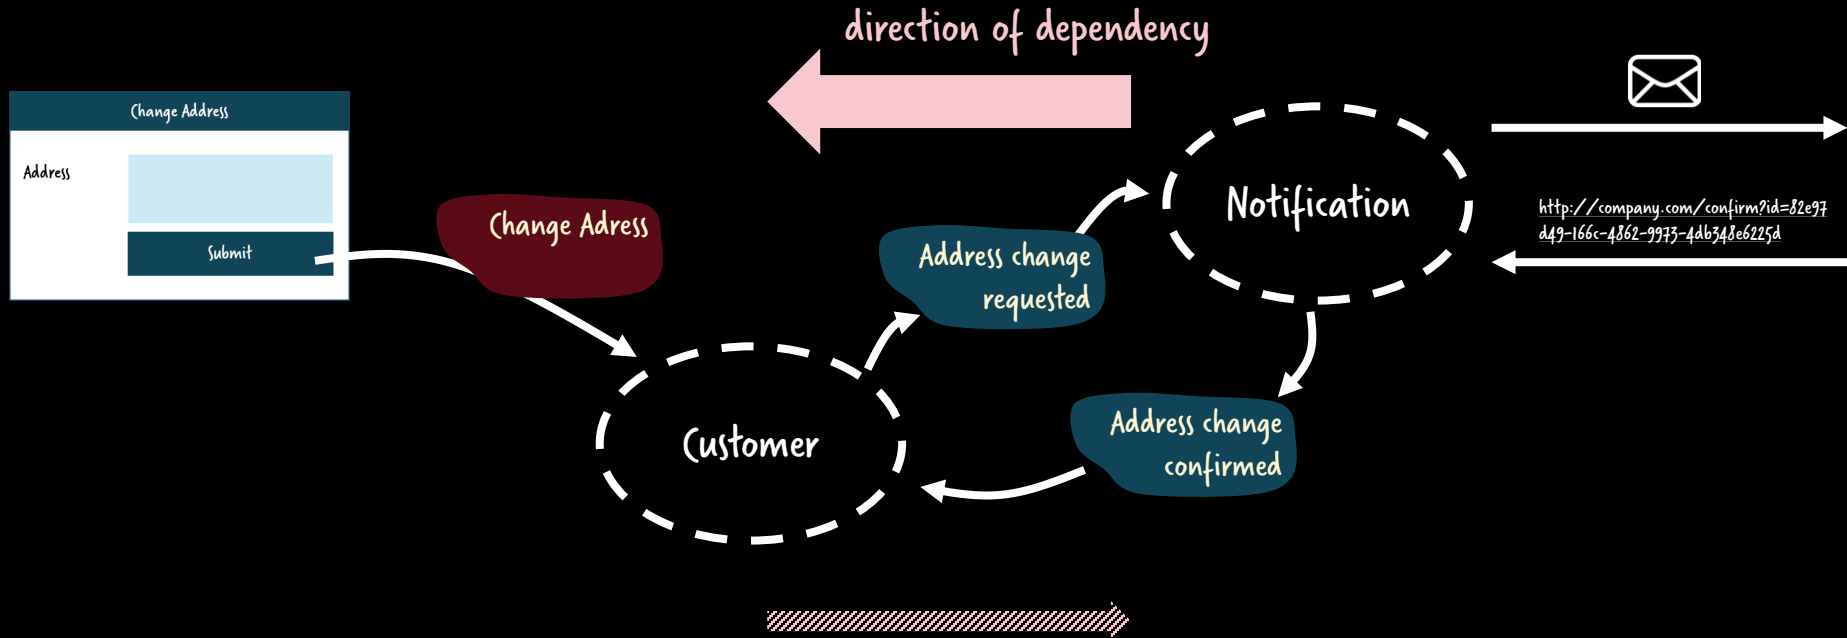 direction of dependency
Change Address
Address
Submit
Change Adress
Address change
requested
Notification
http://company.com/confirm?id=82e97
d49-166c-4862-9973-4db348e6225d
Customer
Address change
confirmed